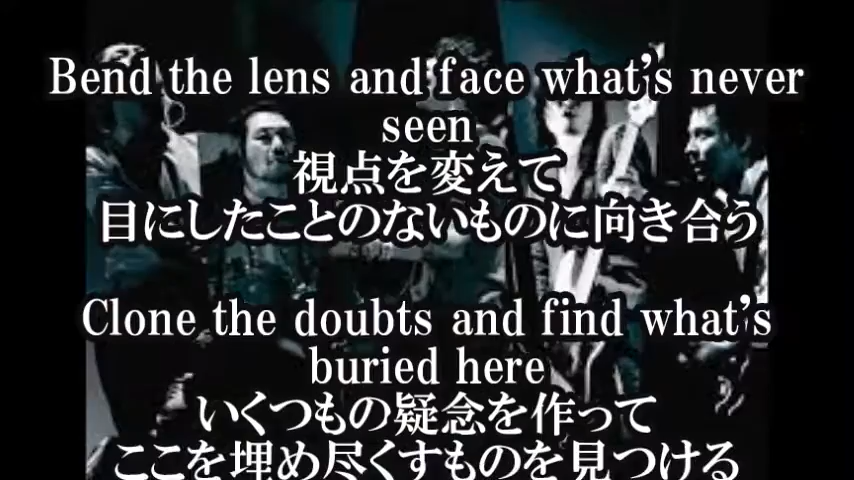 Bend the lens and face what's never
seen
視点を変えて
目にしたことのないものに向き合う
Clone the doubts and find what's
buried here
いくつもの疑念を作って
ここを埋め尽くすものを見つける